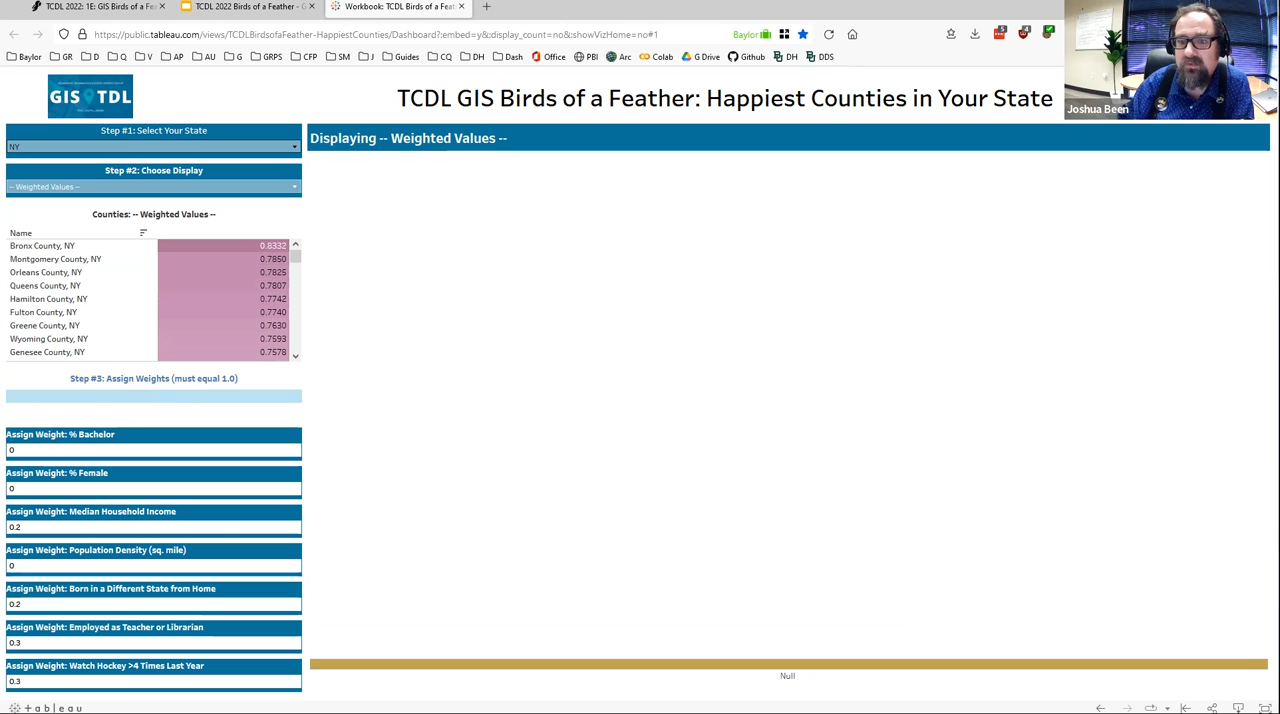 TCDL 2022: 1E: GIS Birds of a Fea
TCDL 2022 Birds of a Feather - G
Workbook: TCDL Birds of a Feat
https://public.tableau.com/views/TCDLBirdsofaFeather-HappiestCounties/Dashboard?:embed=y&:display_count=no&:showVizHome=no#1
Baylor
Baylor GR D Q V AP AU G GRPS CFP SM J Guides CQ DH Dash Office PBI Arc Colab G Drive Github DH DDS
Joshua Been
GIS TDL
TCDL GIS Birds of a Feather: Happiest Counties in Your State
Step #1: Select Your State
NY
Displaying -- Weighted Values --
Step #2: Choose Display
-- Weighted Values --
Counties: -- Weighted Values --
Name
Bronx County, NY 0.8332
Montgomery County, NY 0.7850
Orleans County, NY 0.7825
Queens County, NY 0.7807
Hamilton County, NY 0.7742
Fulton County, NY 0.7740
Greene County, NY 0.7630
Wyoming County, NY 0.7593
Genesee County, NY 0.7578
Step #3: Assign Weights (must equal 1.0)
Assign Weight: % Bachelor
0
Assign Weight: % Female
0
Assign Weight: Median Household Income
0.2
Assign Weight: Population Density (sq. mile)
0
Assign Weight: Born in a Different State from Home
0.2
Assign Weight: Employed as Teacher or Librarian
0.3
Assign Weight: Watch Hockey >4 Times Last Year
0.3
Null
+ a b l e a u